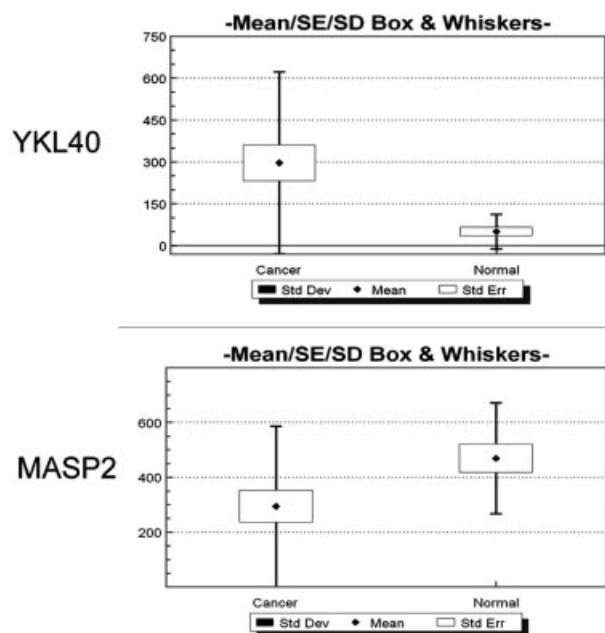 -Mean/SE/SD Box & Whiskers-
750
600
450
300
150
0
YKL40
Cancer Normal
Std Dev Mean Std Err
-Mean/SE/SD Box & Whiskers-
600
400
200
MASP2
Cancer Normal
Std Dev Mean Std Err